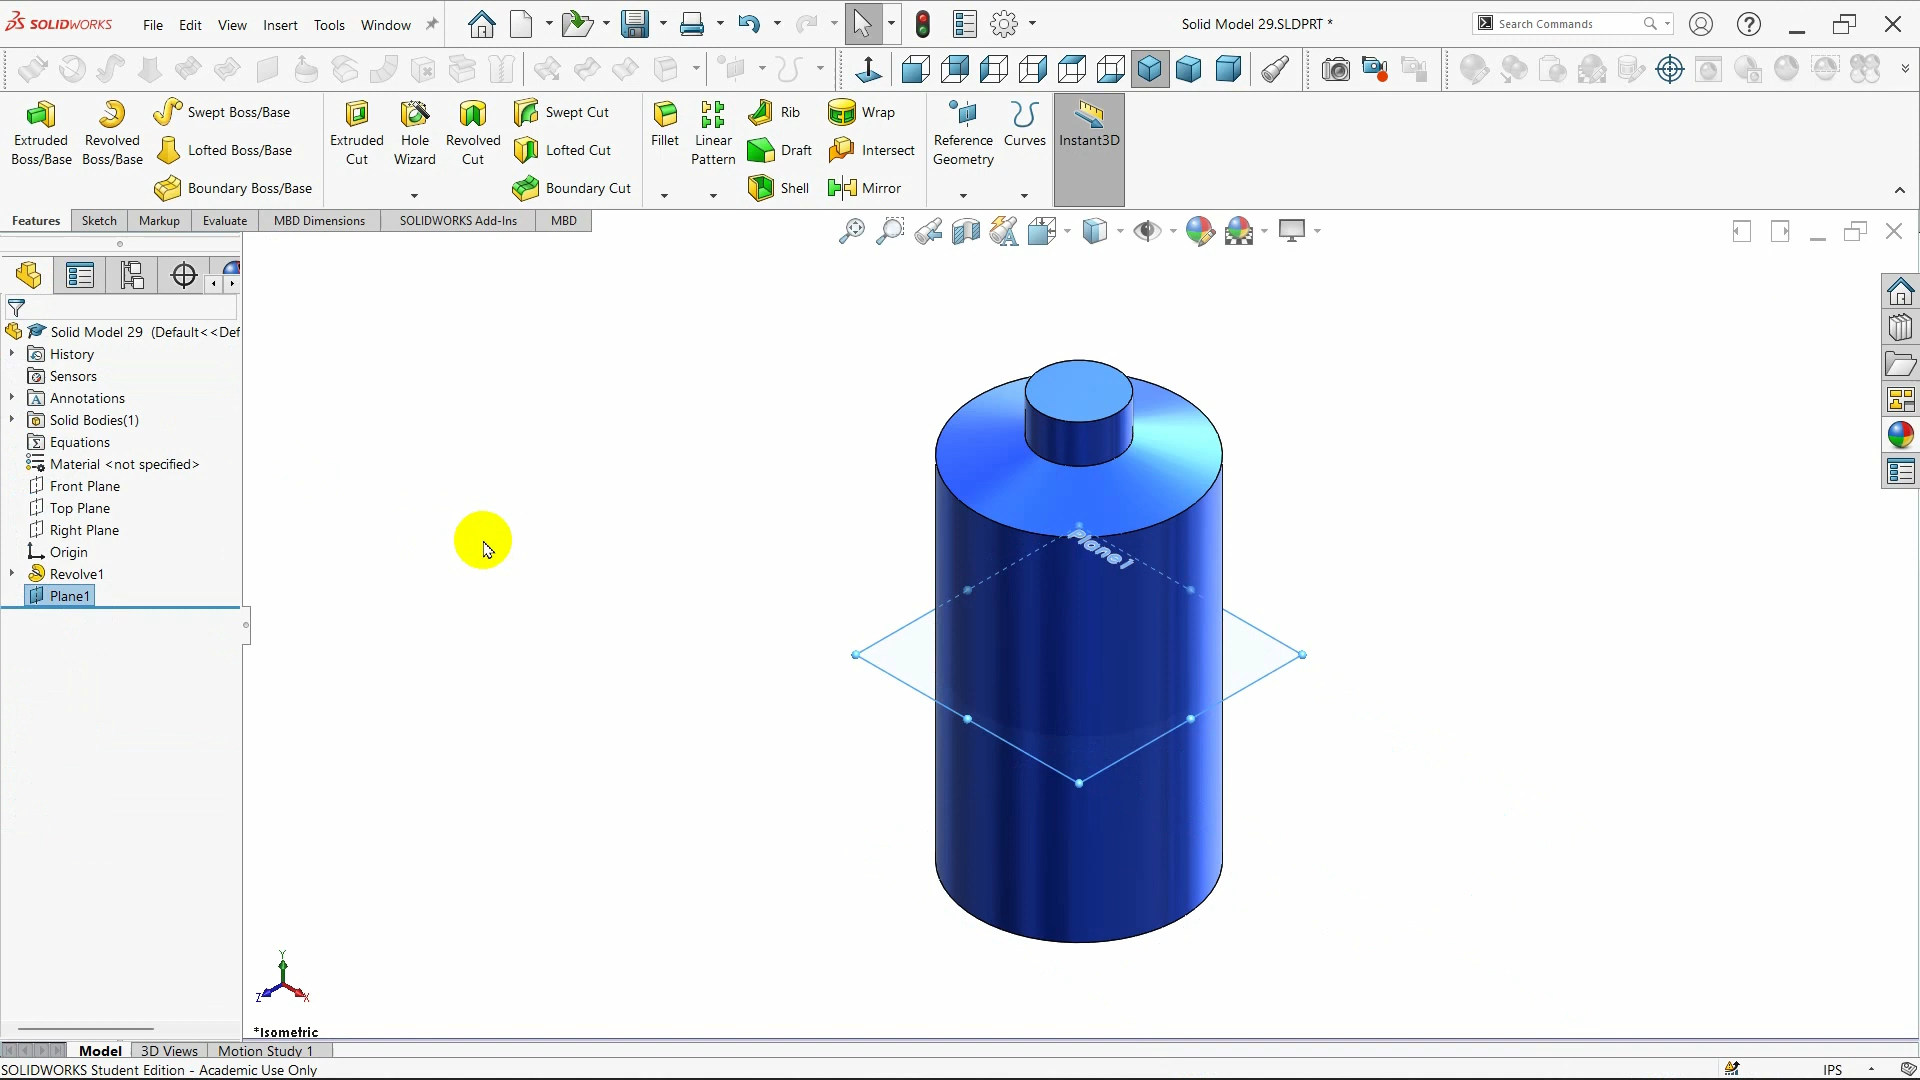 SOLIDWORKS File Edit View Insert Tools Window Solid Model 29.SLDPRT * Search Commands
Extruded Boss/Base
Revolved Boss/Base
Swept Boss/Base
Lofted Boss/Base
Boundary Boss/Base
Extruded Cut
Hole Wizard
Revolved Cut
Swept Cut
Lofted Cut
Boundary Cut
Fillet
Linear Pattern
Rib
Draft
Shell
Wrap
Intersect
Mirror
Reference Geometry
Curves
Instant3D
Features Sketch Markup Evaluate MBD Dimensions SOLIDWORKS Add-Ins MBD
Solid Model 29 (Default<<Def
History
Sensors
Annotations
Solid Bodies(1)
Equations
Material <not specified>
Front Plane
Top Plane
Right Plane
Origin
Revolve1
Plane1
Plane1
Y
Z
X
*Isometric
Model 3D Views Motion Study 1
SOLIDWORKS Student Edition - Academic Use Only IPS